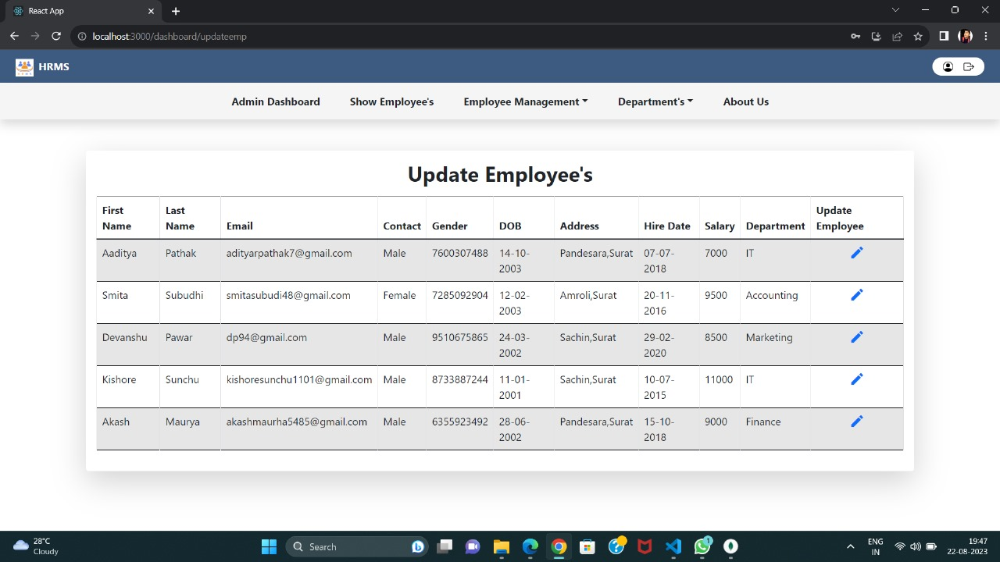 React App
localhost:3000/dashboard/updateemp
HRMS
Admin Dashboard Show Employee's Employee Management Department's About Us
Update Employee's
First Name Last Name Email Contact Gender DOB Address Hire Date Salary Department Update Employee
Aaditya Pathak adityarpathak7@gmail.com Male 7600307488 14-10-2003 Pandesara,Surat 07-07-2018 7000 IT
Smita Subudhi smitasubudi48@gmail.com Female 7285092904 12-02-2003 Amroli,Surat 20-11-2016 9500 Accounting
Devanshu Pawar dp94@gmail.com Male 9510675865 24-03-2002 Sachin,Surat 29-02-2020 8500 Marketing
Kishore Sunchu kishoresunchu1101@gmail.com Male 8733887244 11-01-2001 Sachin,Surat 10-07-2015 11000 IT
Akash Maurya akashmaurha5485@gmail.com Male 6355923492 28-06-2002 Pandesara,Surat 15-10-2018 9000 Finance
28°C
Cloudy
Search
1
ENG
IN
19:47
22-08-2023